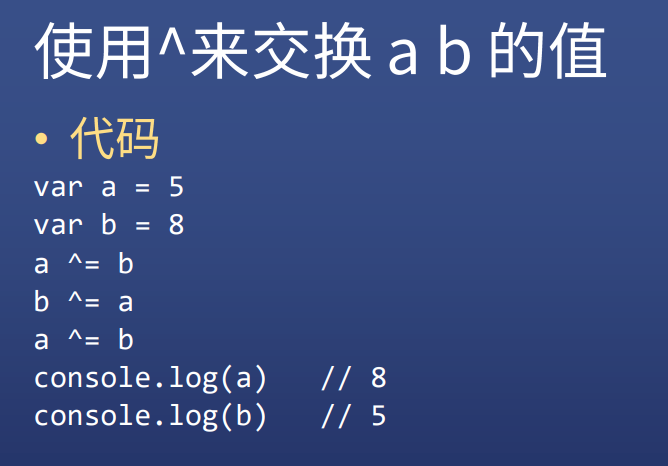 使用^来交换 a b 的值
• 代码
var a = 5
var b = 8
a ^= b
b ^= a
a ^= b
console.log(a)   // 8
console.log(b)   // 5